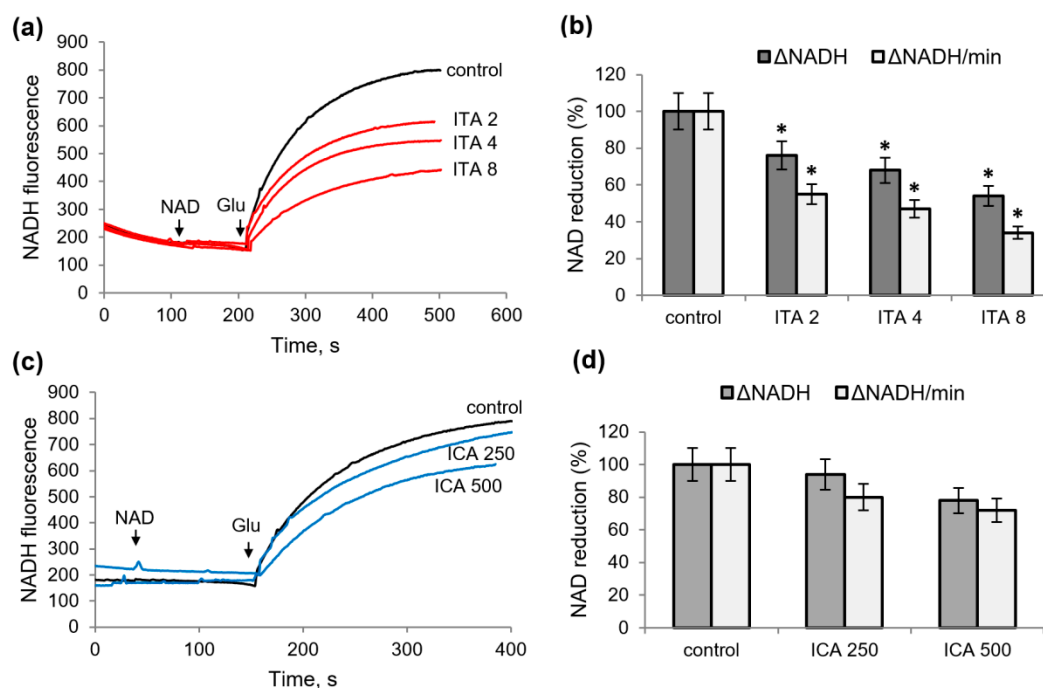 (a)
NADH fluorescence
900
800
700
600
500
400
300
200
100
0
control
ITA 2
ITA 4
ITA 8
NAD
Glu
0 100 200 300 400 500 600
Time, s
(b)
ΔNADH ΔNADH/min
NAD reduction (%)
120
100
80
60
40
20
0
* *
* *
* *
control ITA 2 ITA 4 ITA 8
(c)
NADH fluorescence
900
800
700
600
500
400
300
200
100
0
control
ICA 250
ICA 500
NAD
Glu
0 100 200 300 400
Time, s
(d)
ΔNADH ΔNADH/min
NAD reduction (%)
120
100
80
60
40
20
0
control ICA 250 ICA 500